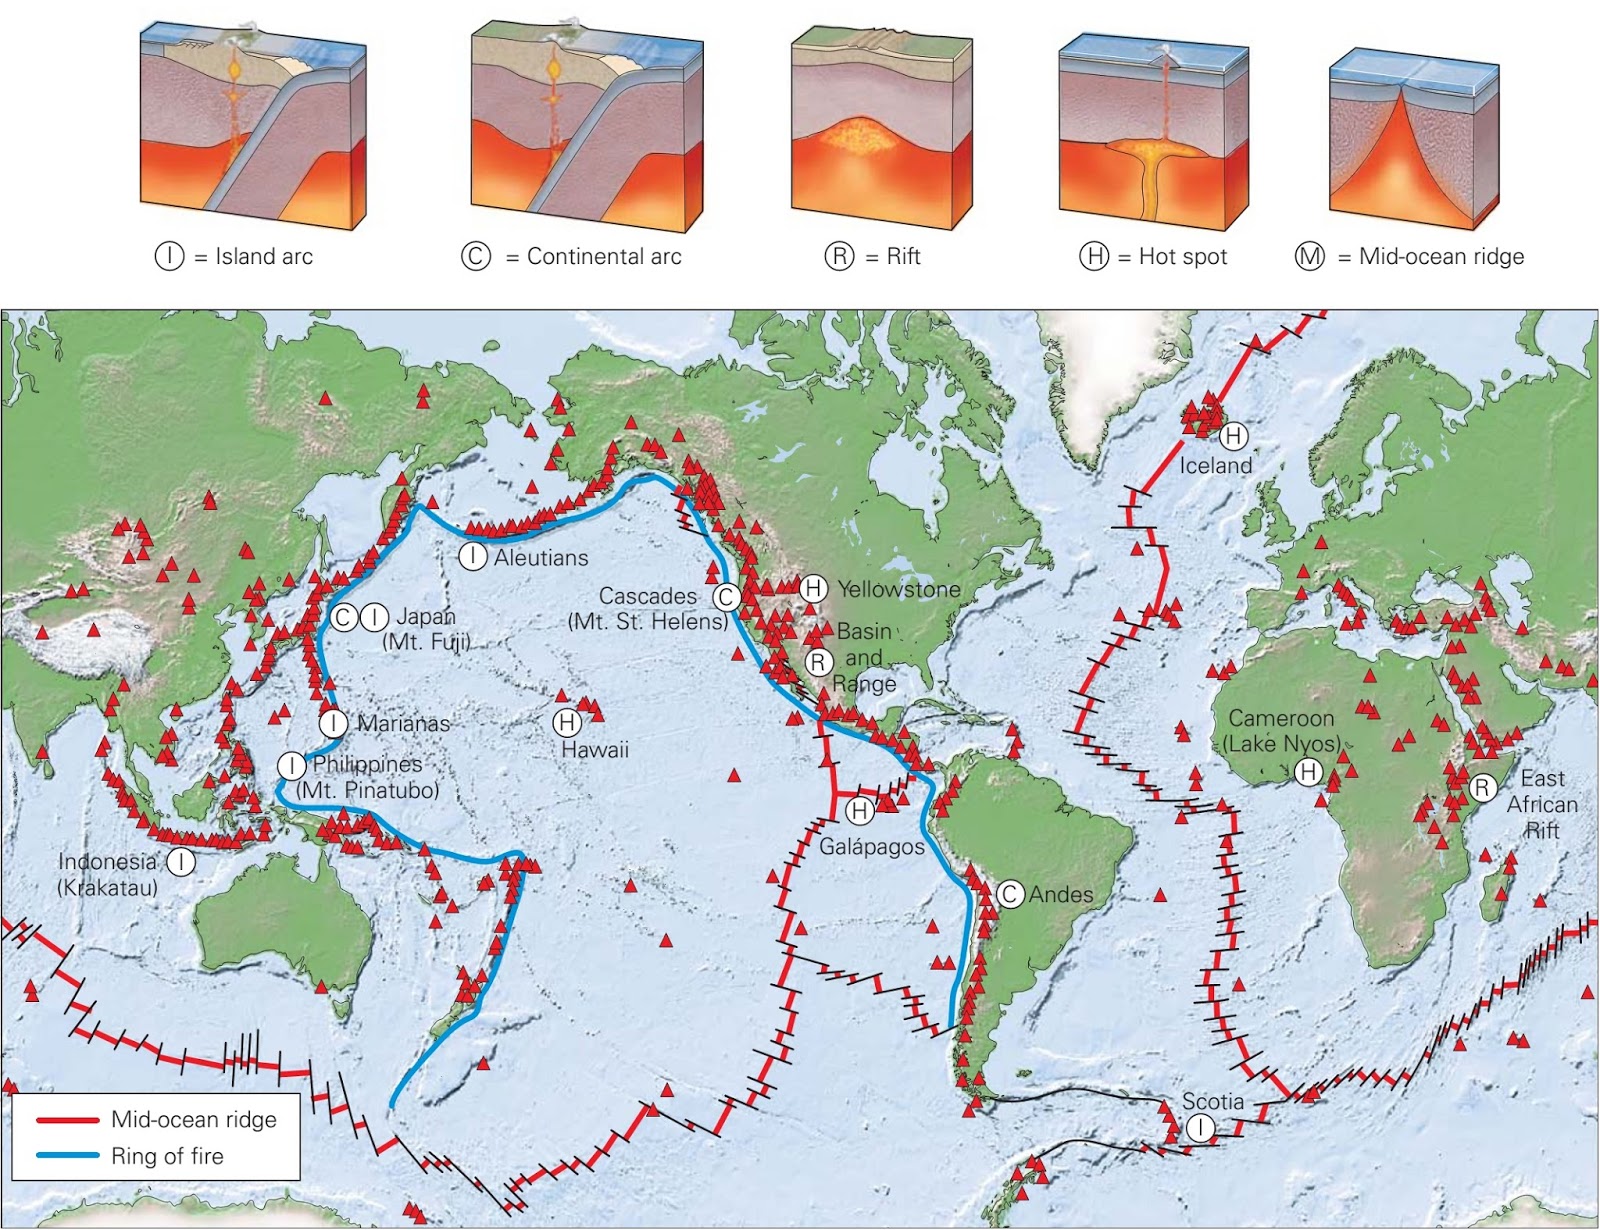 I = Island arc
C = Continental arc
R = Rift
H = Hot spot
M = Mid-ocean ridge
H
Iceland
I Aleutians
Cascades C
(Mt. St. Helens)
H Yellowstone
C I Japan
(Mt. Fuji)
Basin
and
R Range
I Marianas
H
Hawaii
Cameroon
(Lake Nyos)
H
I Philippines
(Mt. Pinatubo)
R East
African
Rift
H
Galápagos
Indonesia I
(Krakatau)
C Andes
Scotia
I
Mid-ocean ridge
Ring of fire